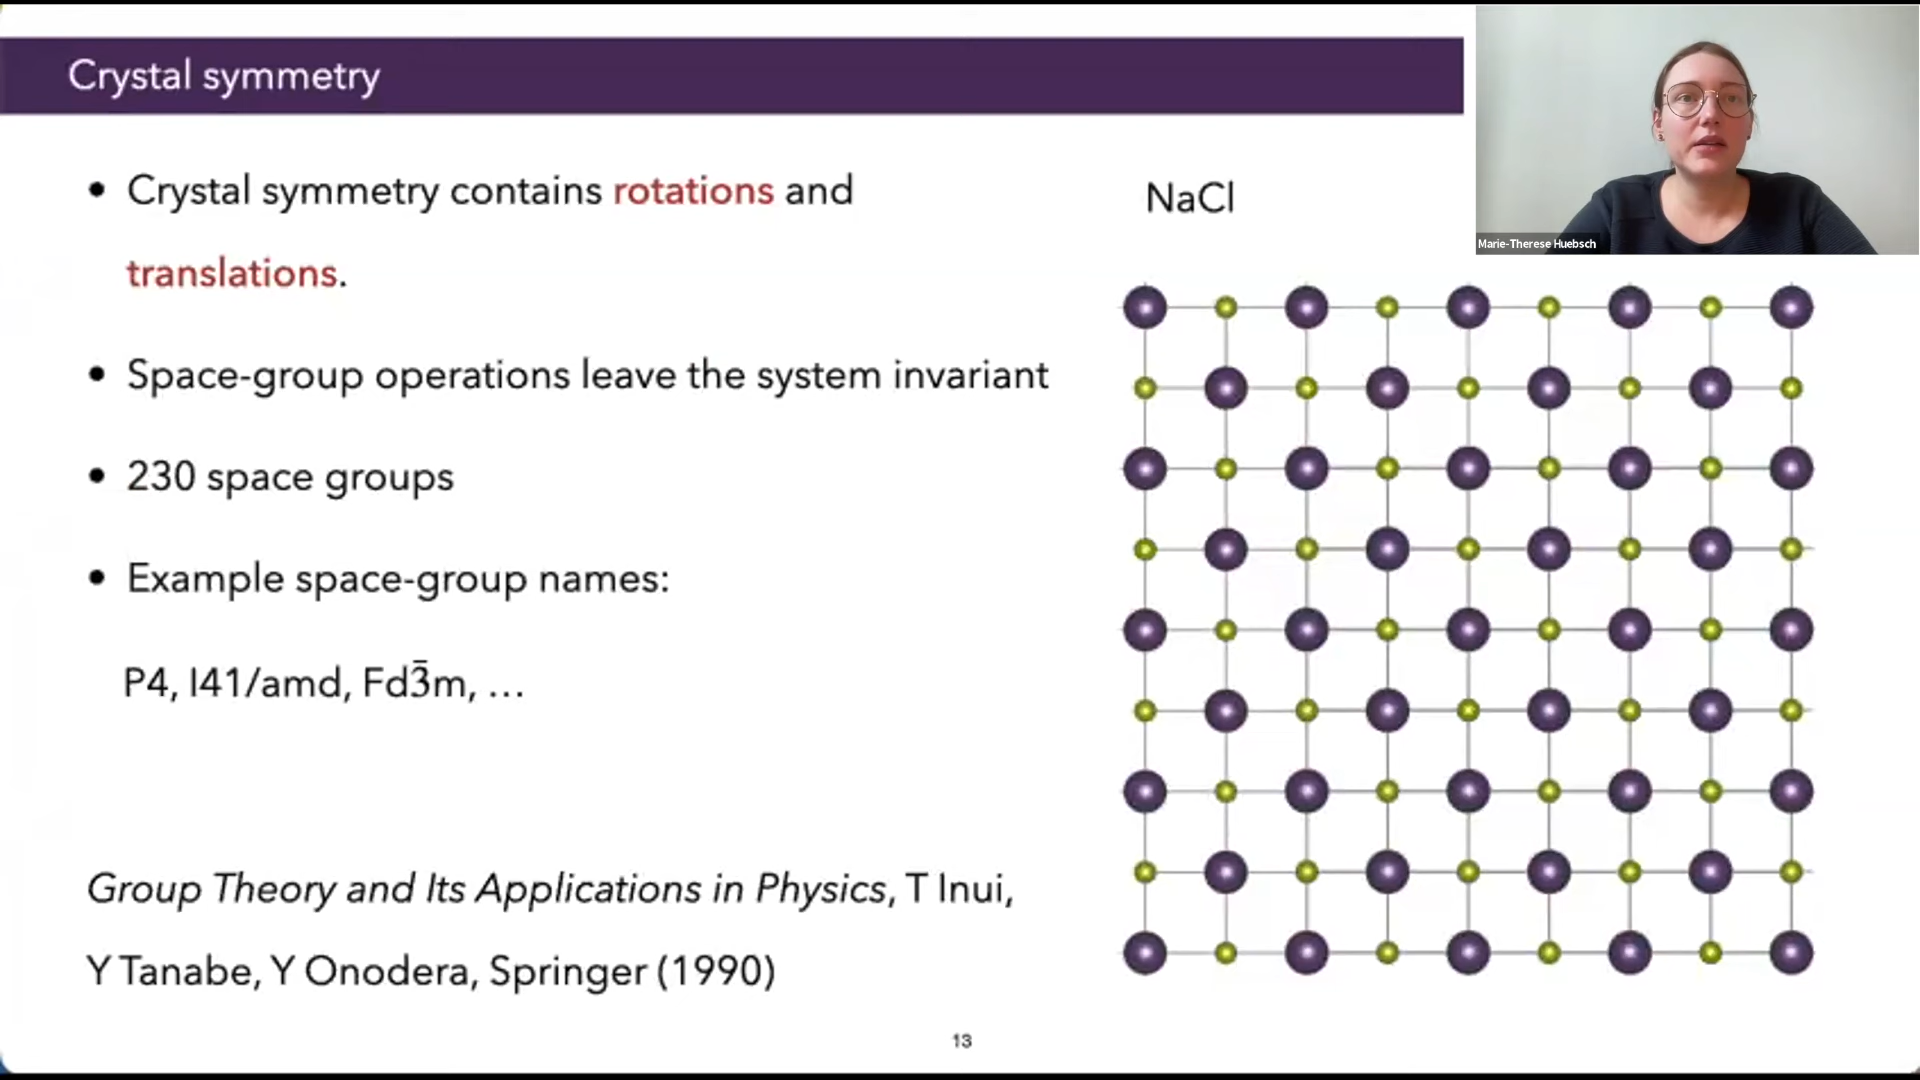 Crystal symmetry
• Crystal symmetry contains rotations and
translations.
• Space-group operations leave the system invariant
• 230 space groups
• Example space-group names:
P4, I41/amd, Fd3̄m, …
Group Theory and Its Applications in Physics, T Inui,
Y Tanabe, Y Onodera, Springer (1990)
NaCl
Marie-Therese Huebsch
13